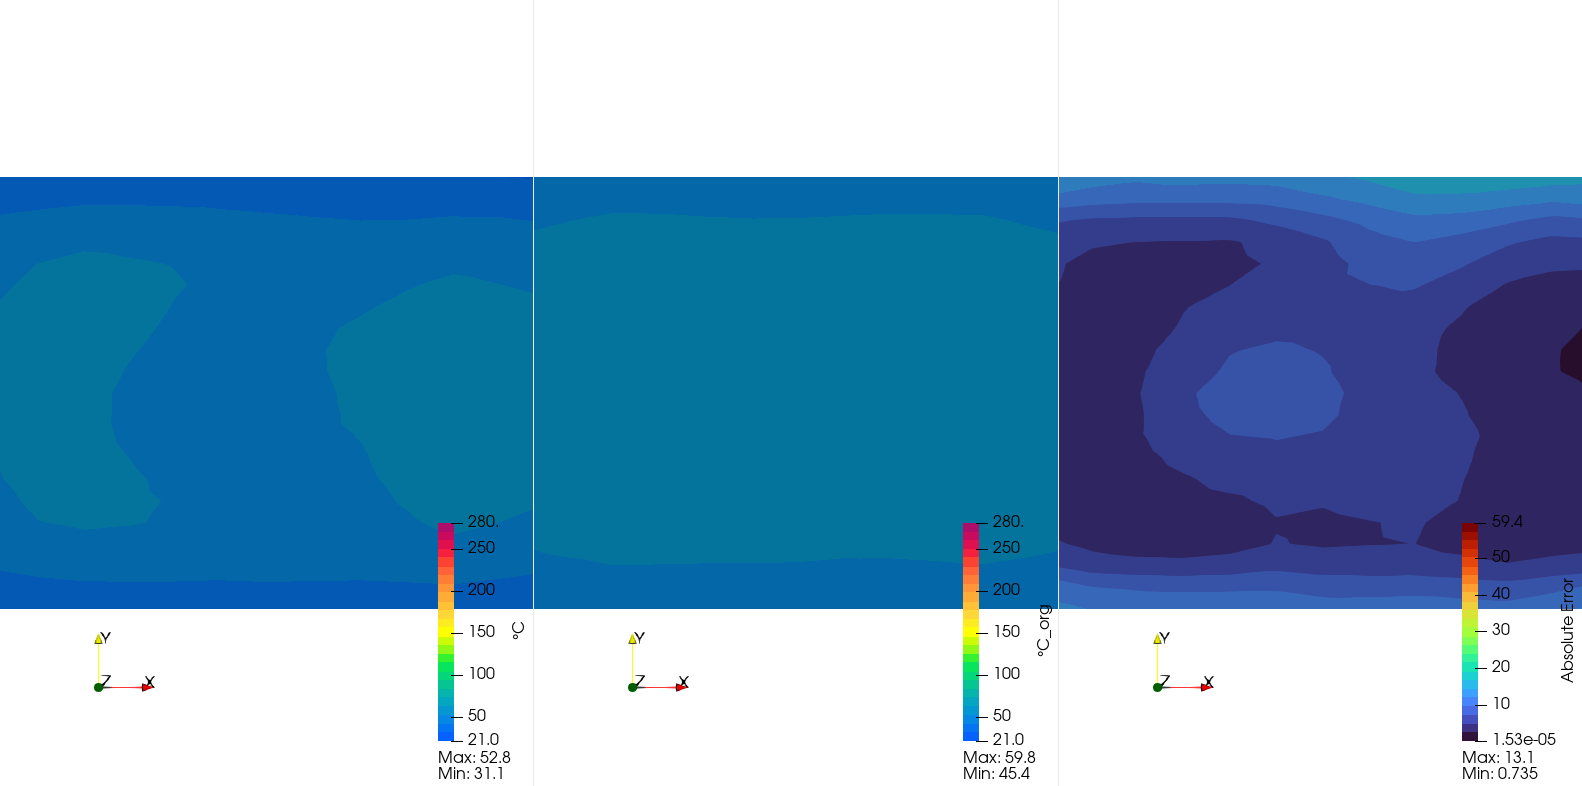 280.
250
200
150
100
50
21.0
°C
Max: 52.8
Min: 31.1
Y
Z
X
280.
250
200
150
100
50
21.0
°C_org
Max: 59.8
Min: 45.4
Y
Z
X
59.4
50
40
30
20
10
1.53e-05
Absolute Error
Max: 13.1
Min: 0.735
Y
Z
X